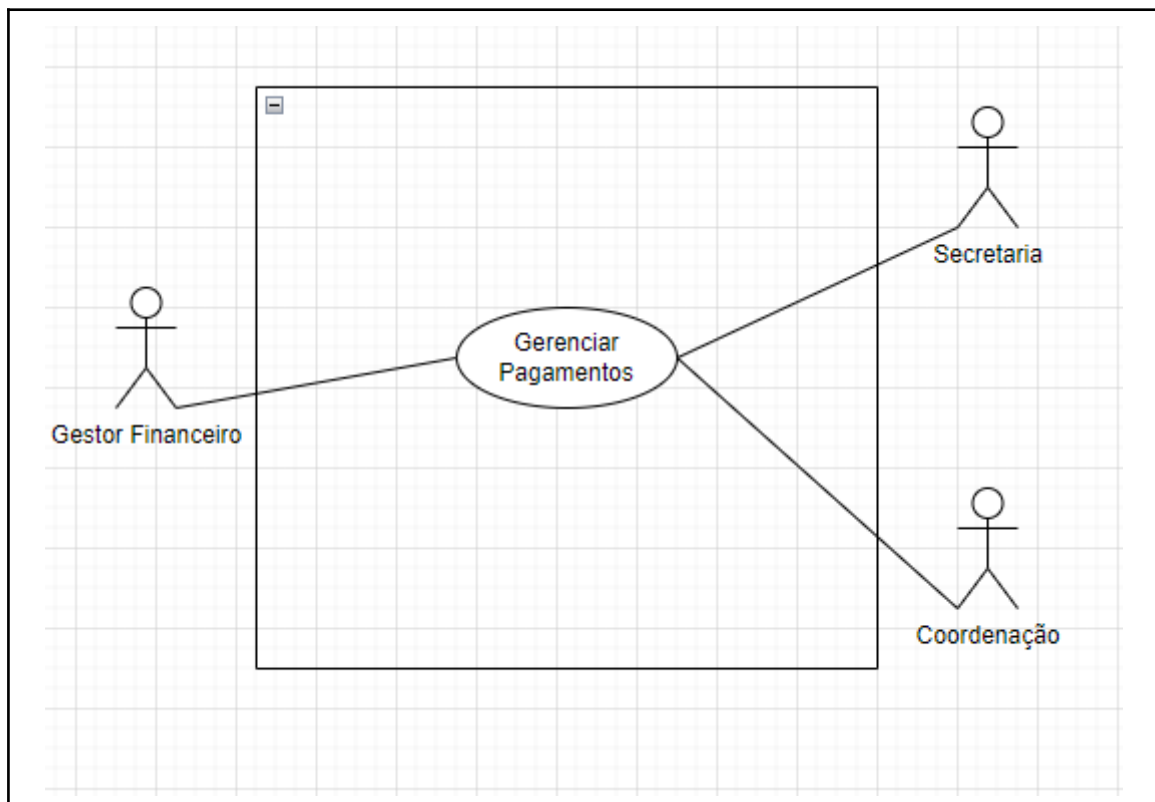 Secretaria
Gerenciar
Pagamentos
Gestor Financeiro
Coordenação